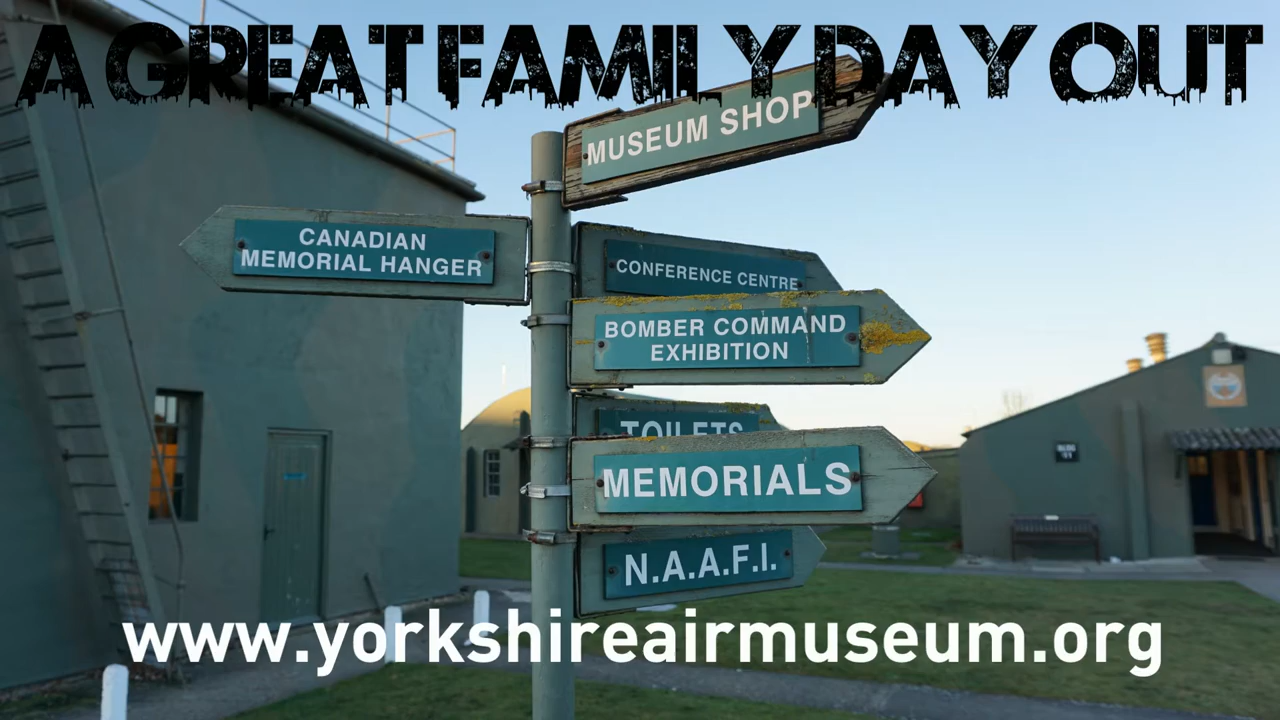 A GREAT FAMILY DAY OUT
MUSEUM SHOP
CANADIAN
MEMORIAL HANGER
CONFERENCE CENTRE
BOMBER COMMAND
EXHIBITION
TOILETS
MEMORIALS
N.A.A.F.I.
www.yorkshireairmuseum.org